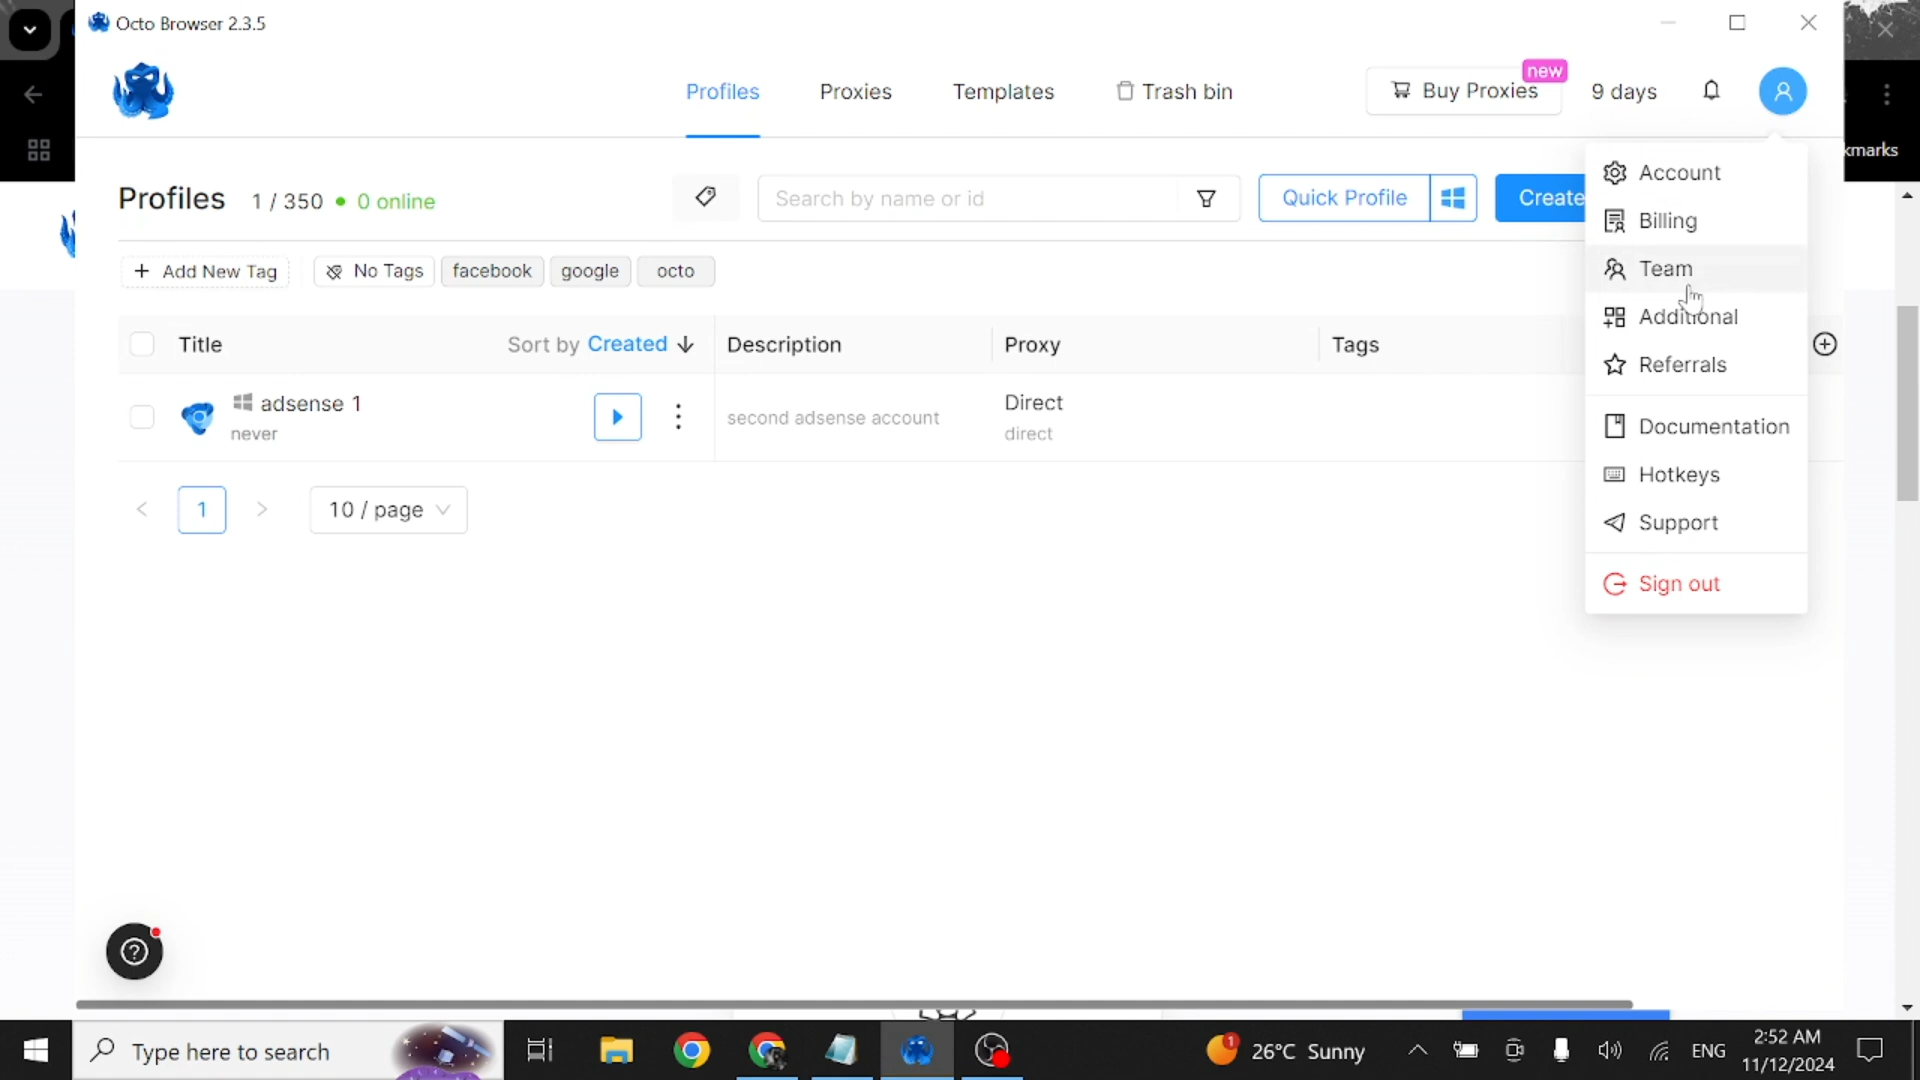 Octo Browser 2.3.5
Profiles
Proxies
Templates
Trash bin
Buy Proxies
new
9 days
kmarks
Profiles 1 / 350 • 0 online
Search by name or id
Quick Profile
Create
Add New Tag
No Tags
facebook
google
octo
Title
Sort by Created
Description
Proxy
Tags
adsense 1
never
second adsense account
Direct
direct
1
10 / page
Account
Billing
Team
Additional
Referrals
Documentation
Hotkeys
Support
Sign out
Type here to search
1
26°C Sunny
ENG
2:52 AM
11/12/2024